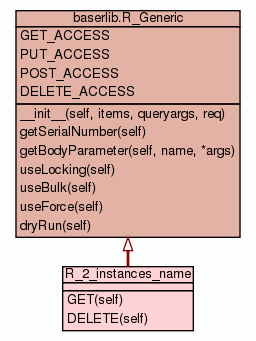 baserlib.R_Generic
GET_ACCESS
PUT_ACCESS
POST_ACCESS
DELETE_ACCESS
__init__(self, items, queryargs, req)
getSerialNumber(self)
getBodyParameter(self, name, *args)
useLocking(self)
useBulk(self)
useForce(self)
dryRun(self)
R_2_instances_name
GET(self)
DELETE(self)